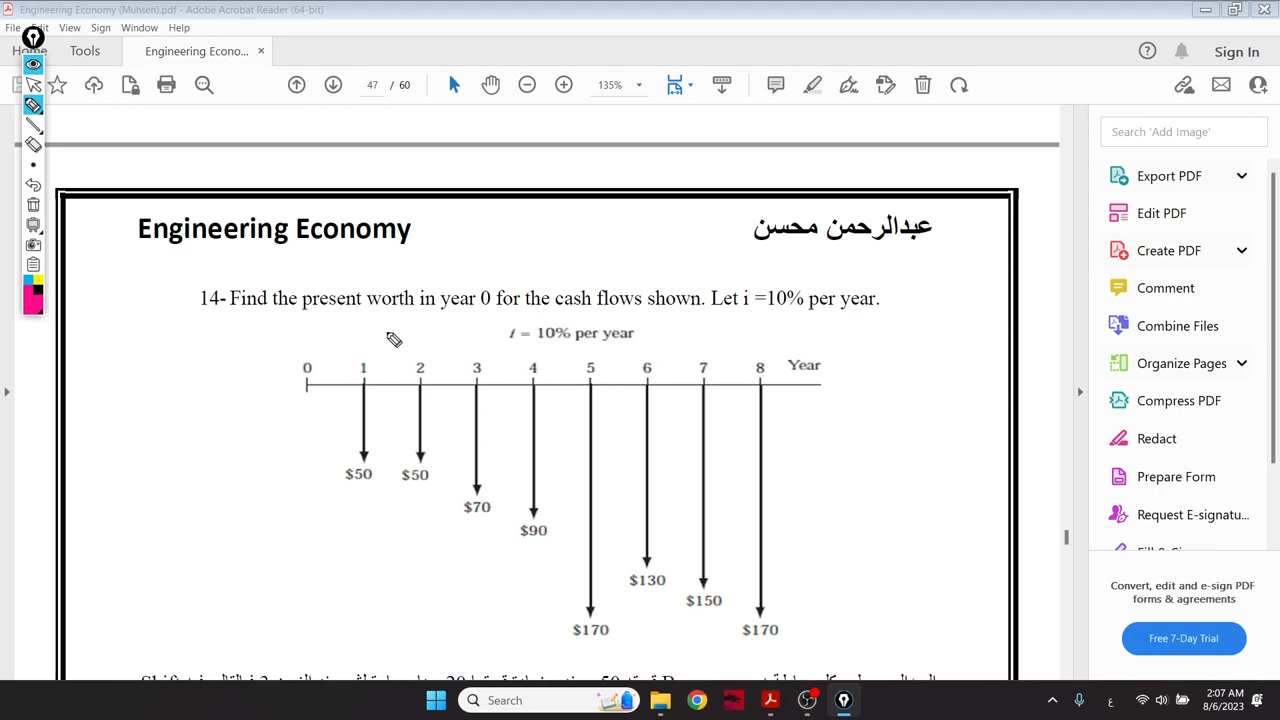 Engineering Economy (Muhsen).pdf - Adobe Acrobat Reader (64-bit)
File Edit View Sign Window Help
Home Tools Engineering Econo... × Sign In
47 / 60 135%
Search 'Add Image'
Export PDF
Edit PDF
Create PDF
Comment
Combine Files
Organize Pages
Compress PDF
Redact
Prepare Form
Request E-signatu...
Convert, edit and e-sign PDF
forms & agreements
Free 7-Day Trial
Engineering Economy عبدالرحمن محسن
14- Find the present worth in year 0 for the cash flows shown. Let i =10% per year.
i = 10% per year
0 1 2 3 4 5 6 7 8 Year
$50 $50
$70
$90
$130
$150
$170 $170
Search
ع
2:07 AM
8/6/2023